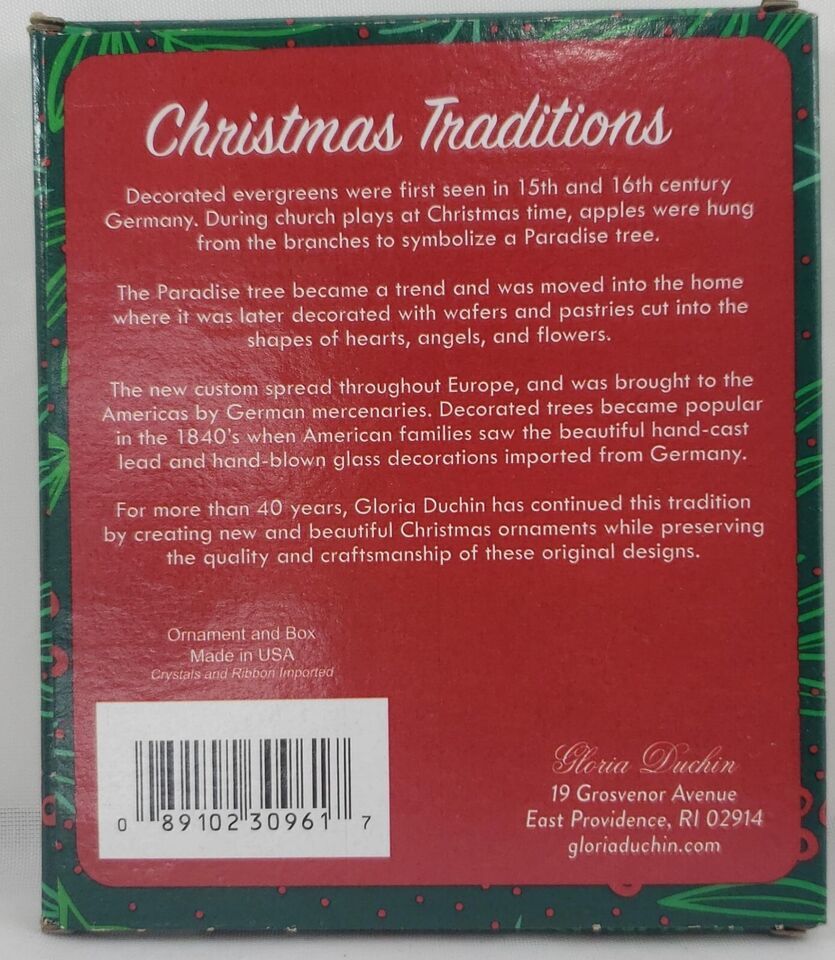 Christmas Traditions
Decorated evergreens were first seen in 15th and 16th century
Germany. During church plays at Christmas time, apples were hung
from the branches to symbolize a Paradise tree.
The Paradise tree became a trend and was moved into the home
where it was later decorated with wafers and pastries cut into the
shapes of hearts, angels, and flowers.
The new custom spread throughout Europe, and was brought to the
Americas by German mercenaries. Decorated trees became popular
in the 1840's when American families saw the beautiful hand-cast
lead and hand-blown glass decorations imported from Germany.
For more than 40 years, Gloria Duchin has continued this tradition
by creating new and beautiful Christmas ornaments while preserving
the quality and craftsmanship of these original designs.
Ornament and Box
Made in USA
Crystals and Ribbon Imported
0 89102 30961 7
Gloria Duchin
19 Grosvenor Avenue
East Providence, RI 02914
gloriaduchin.com